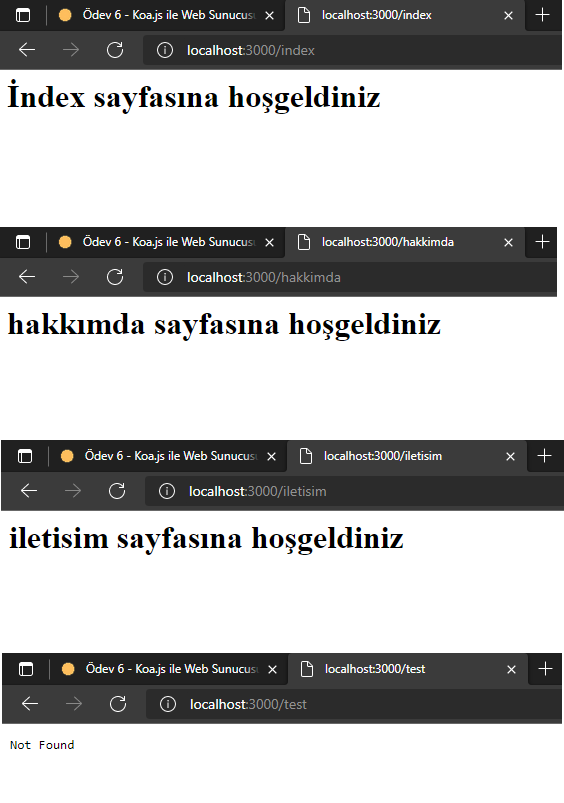 Ödev 6 - Koa.js ile Web Sunucusu
localhost:3000/index
localhost:3000/index
İndex sayfasına hoşgeldiniz
Ödev 6 - Koa.js ile Web Sunucusu
localhost:3000/hakkimda
localhost:3000/hakkimda
hakkımda sayfasına hoşgeldiniz
Ödev 6 - Koa.js ile Web Sunucusu
localhost:3000/iletisim
localhost:3000/iletisim
iletisim sayfasına hoşgeldiniz
Ödev 6 - Koa.js ile Web Sunucusu
localhost:3000/test
localhost:3000/test
Not Found